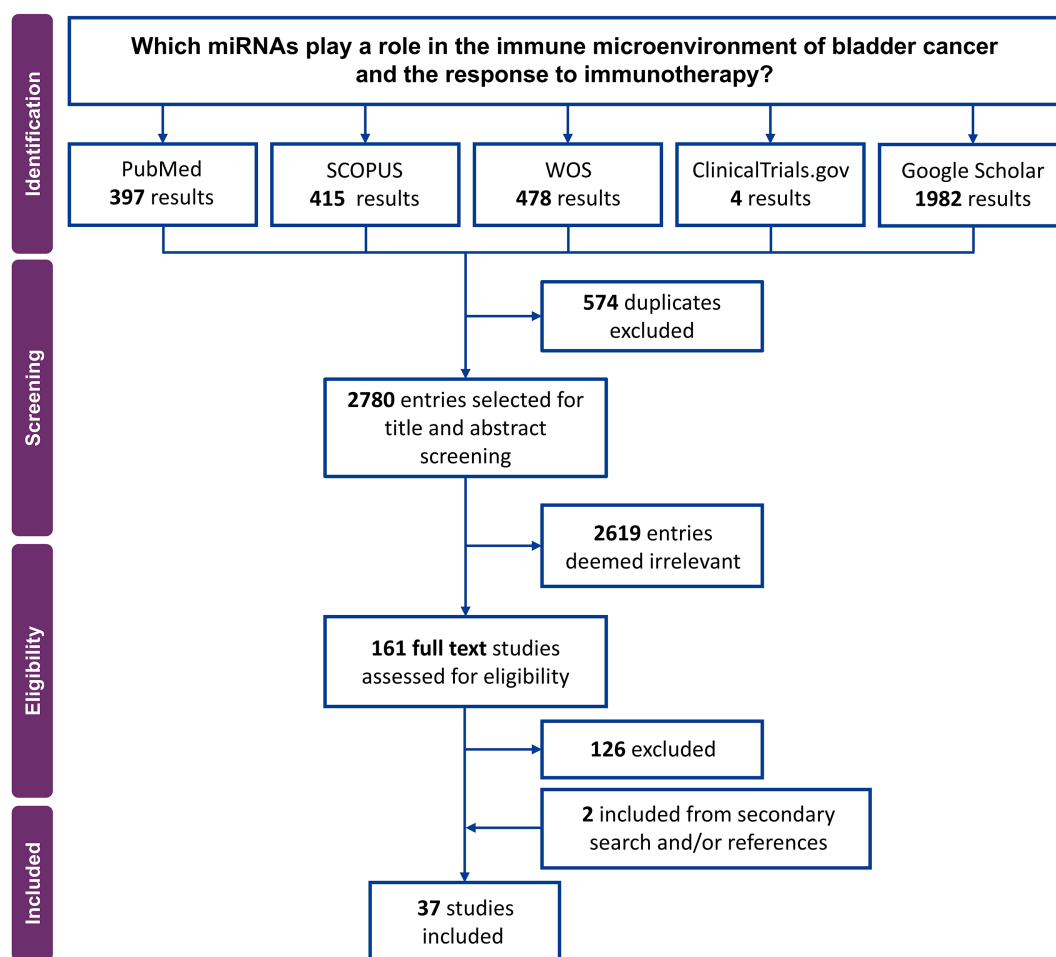 Identification
Which miRNAs play a role in the immune microenvironment of bladder cancer
and the response to immunotherapy?
PubMed
397 results
SCOPUS
415 results
WOS
478 results
ClinicalTrials.gov
4 results
Google Scholar
1982 results
Screening
574 duplicates
excluded
2780 entries selected for
title and abstract
screening
2619 entries
deemed irrelevant
Eligibility
161 full text studies
assessed for eligibility
126 excluded
Included
2 included from secondary
search and/or references
37 studies
included